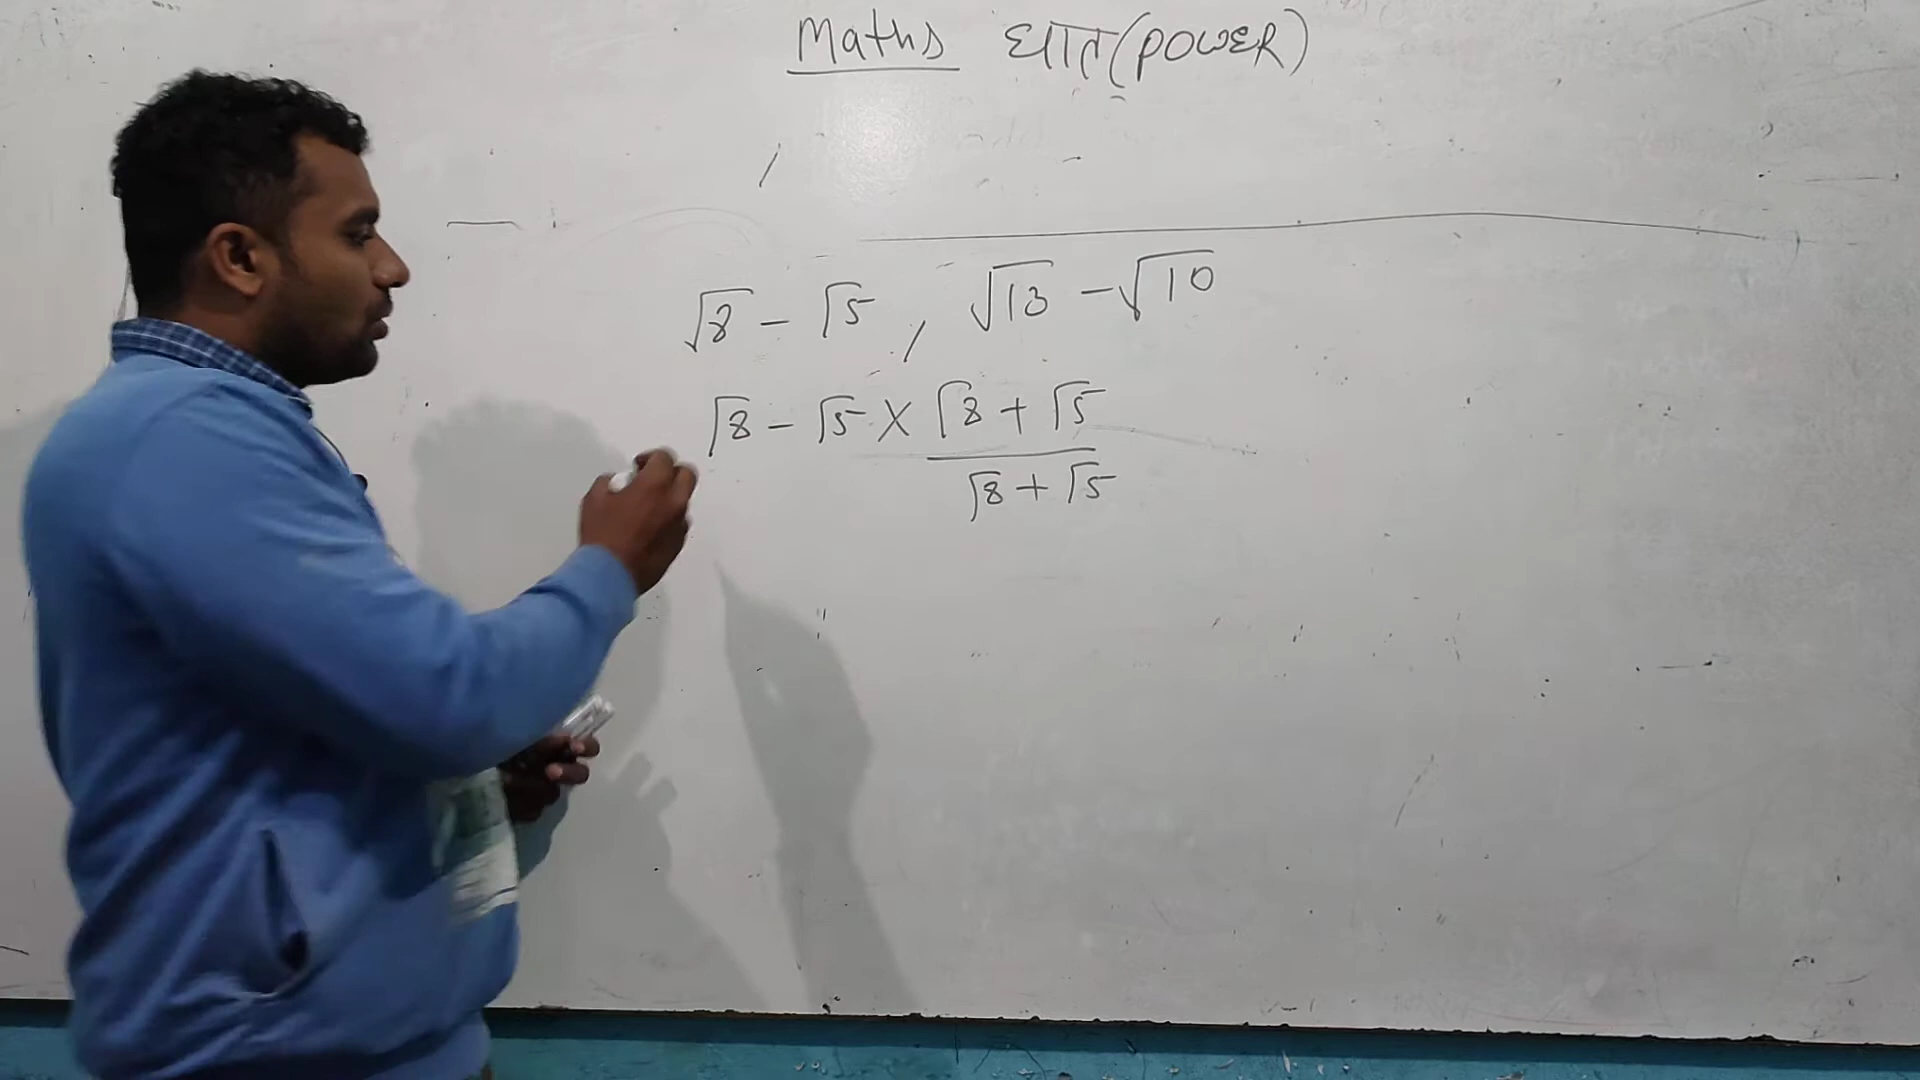 Maths घात (POWER)
√8 - √5 , √13 - √10
√8 - √5 × √8 + √5
√8 + √5